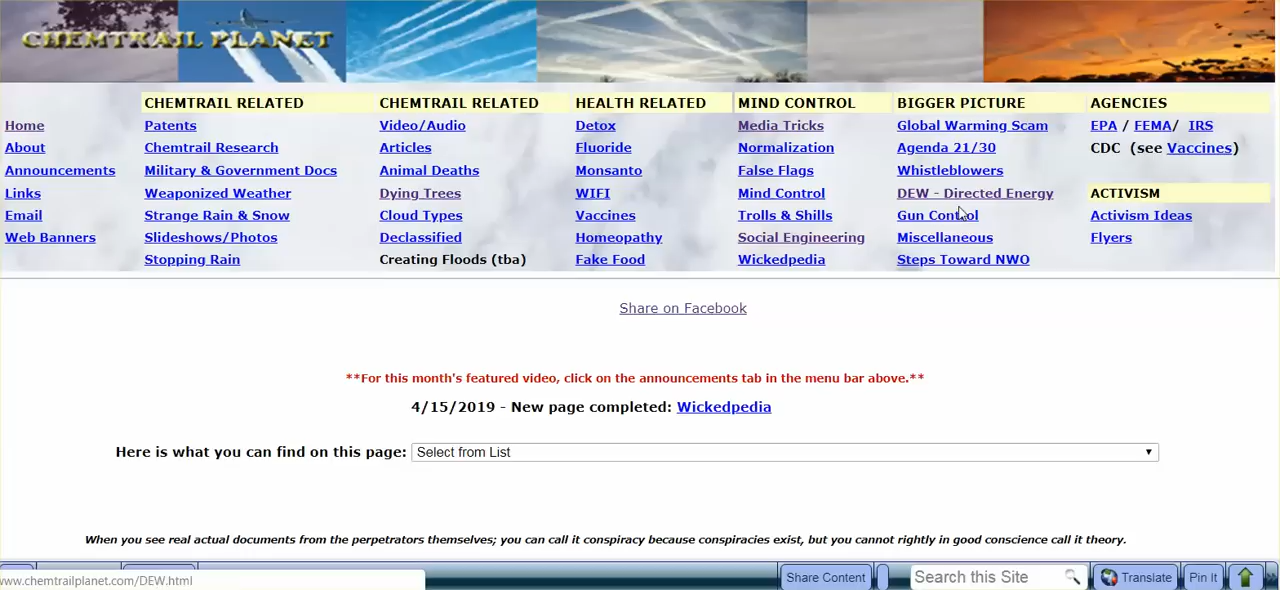 CHEMTRAIL PLANET
CHEMTRAIL RELATED CHEMTRAIL RELATED HEALTH RELATED MIND CONTROL BIGGER PICTURE AGENCIES
Home Patents Video/Audio Detox Media Tricks Global Warming Scam EPA / FEMA/ IRS
About Chemtrail Research Articles Fluoride Normalization Agenda 21/30 CDC (see Vaccines)
Announcements Military & Government Docs Animal Deaths Monsanto False Flags Whistleblowers
Links Weaponized Weather Dying Trees WIFI Mind Control DEW - Directed Energy ACTIVISM
Email Strange Rain & Snow Cloud Types Vaccines Trolls & Shills Gun Control Activism Ideas
Web Banners Slideshows/Photos Declassified Homeopathy Social Engineering Miscellaneous Flyers
Stopping Rain Creating Floods (tba) Fake Food Wickedpedia Steps Toward NWO
Share on Facebook
**For this month's featured video, click on the announcements tab in the menu bar above.**
4/15/2019 - New page completed: Wickedpedia
Here is what you can find on this page: Select from List
When you see real actual documents from the perpetrators themselves; you can call it conspiracy because conspiracies exist, but you cannot rightly in good conscience call it theory.
www.chemtrailplanet.com/DEW.html Share Content Search this Site Translate Pin It